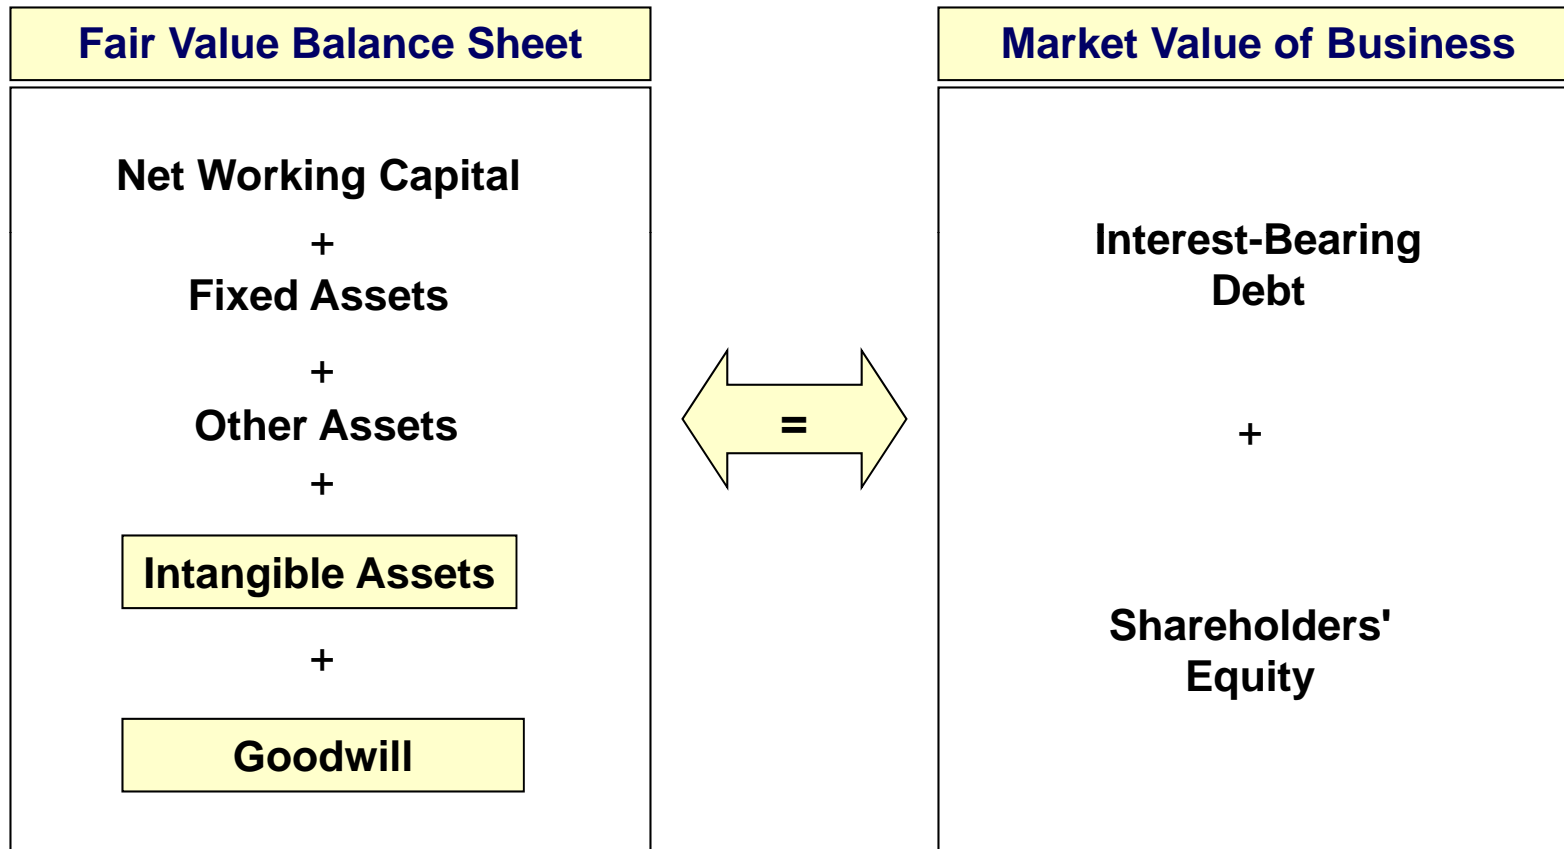 Fair Value Balance Sheet
Net Working Capital
+
Fixed Assets
+
Other Assets
+
Intangible Assets
+
Goodwill
=
Market Value of Business
Interest-Bearing
Debt
+
Shareholders'
Equity